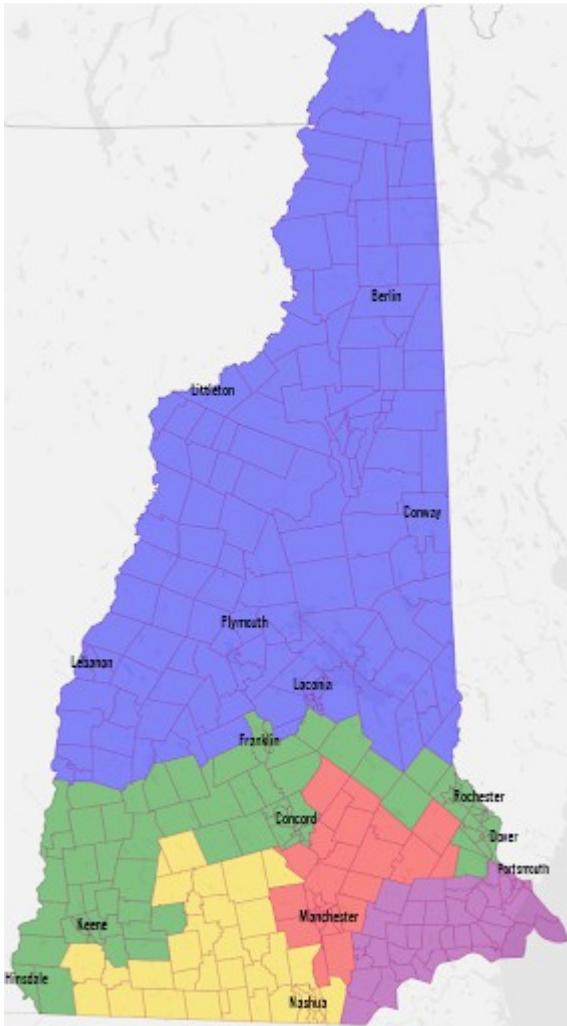 Berlin
Littleton
Conway
Plymouth
Lebanon
Laconia
Franklin
Rochester
Concord
Dover
Portsmouth
Manchester
Keene
Hinsdale
Nashua